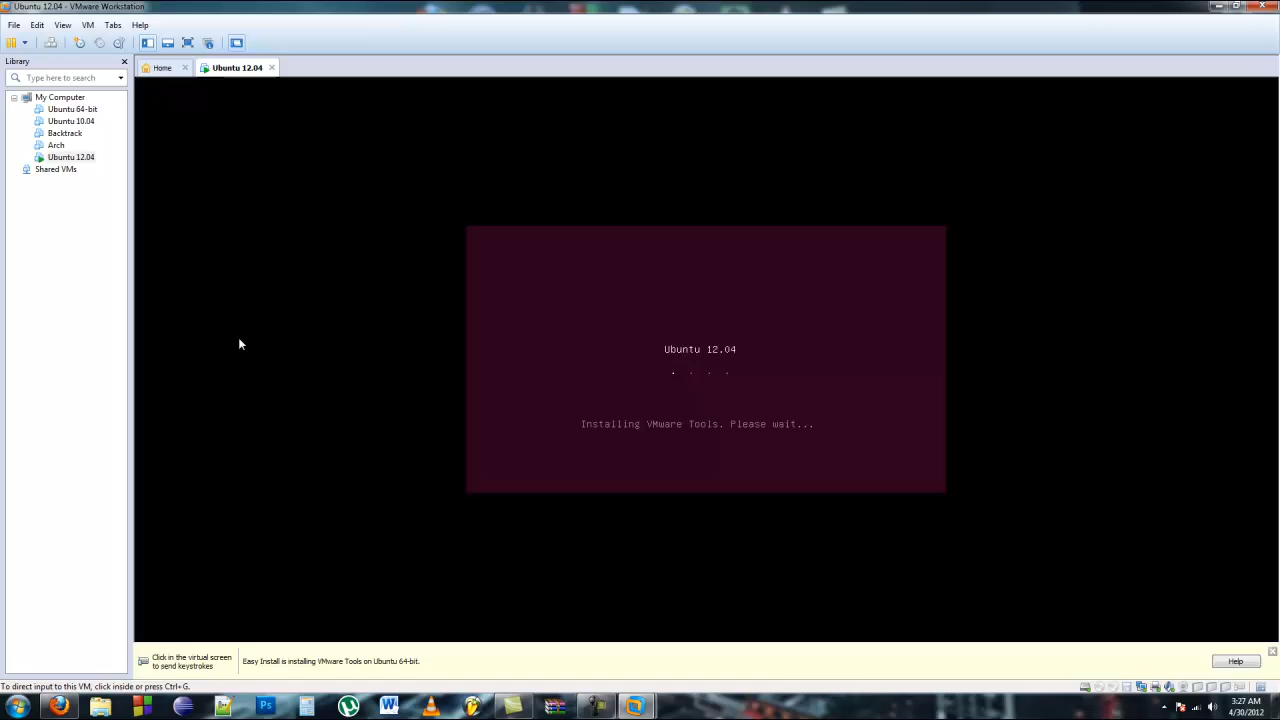 Ubuntu 12.04 - VMware Workstation
File Edit View VM Tabs Help
Library
Type here to search
My Computer
Ubuntu 64-bit
Ubuntu 10.04
Backtrack
Arch
Ubuntu 12.04
Shared VMs
Home
Ubuntu 12.04
Ubuntu 12.04
Installing VMware Tools. Please wait...
Click in the virtual screen
to send keystrokes
Easy Install is installing VMware Tools on Ubuntu 64-bit.
Help
To direct input to this VM, click inside or press Ctrl+G.
Ps
W
3:27 AM
4/30/2012